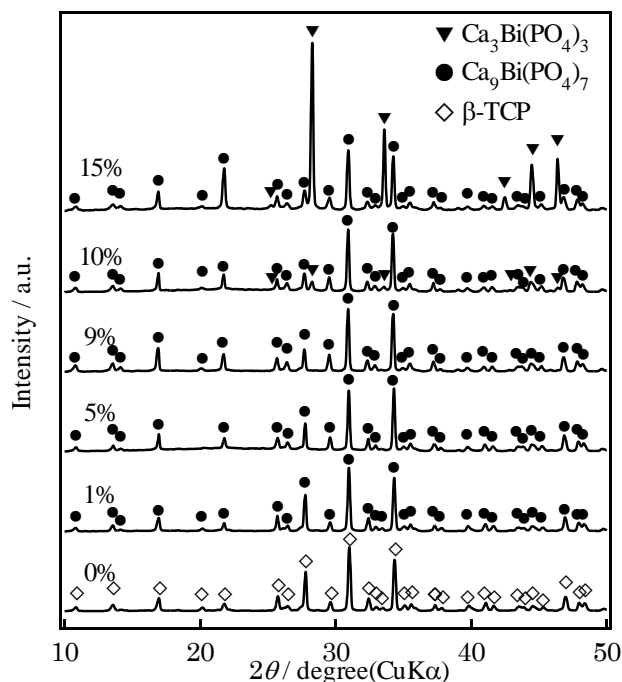 ▼ Ca₃Bi(PO₄)₃
● Ca₉Bi(PO₄)₇
◇ β-TCP
15%
10%
9%
5%
1%
0%
Intensity / a.u.
10 20 30 40 50
2θ / degree(CuKα)